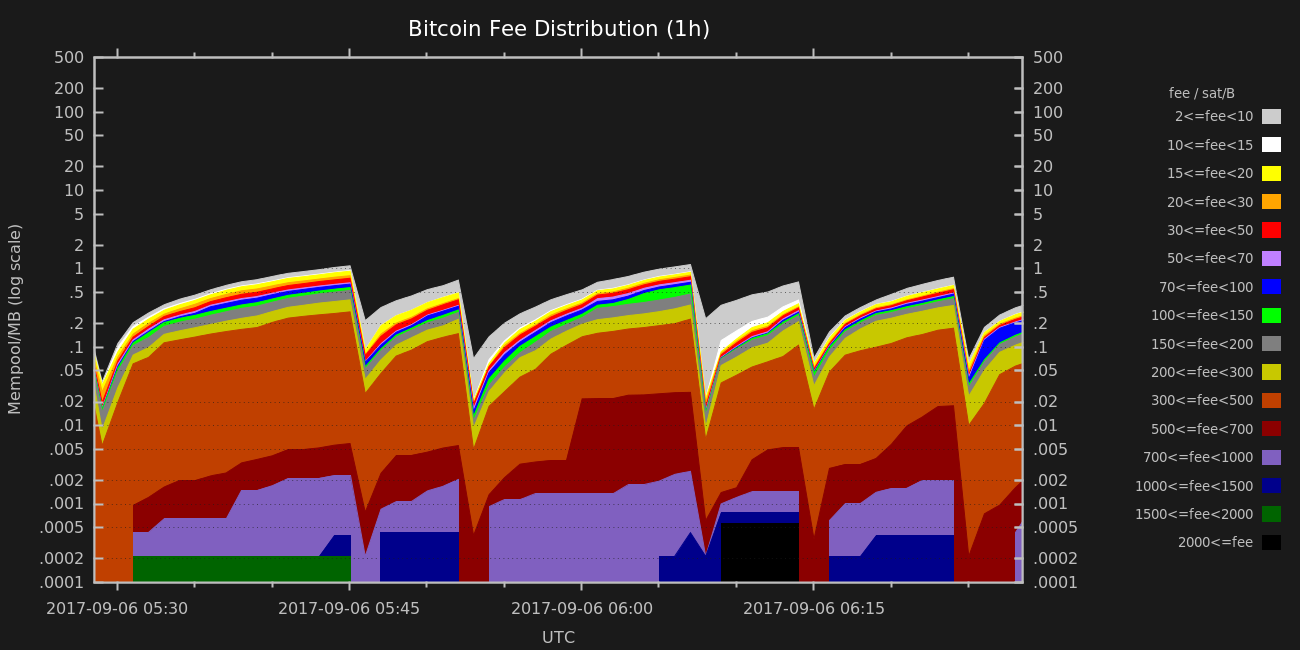 Bitcoin Fee Distribution (1h)
500
200
100
50
20
10
5
2
1
.5
.2
.1
.05
.02
.01
.005
.002
.001
.0005
.0002
.0001
Mempool/MB (log scale)
500
200
100
50
20
10
5
2
1
.5
.2
.1
.05
.02
.01
.005
.002
.001
.0005
.0002
.0001
2017-09-06 05:30 2017-09-06 05:45 2017-09-06 06:00 2017-09-06 06:15
UTC
fee / sat/B
2<=fee<10
10<=fee<15
15<=fee<20
20<=fee<30
30<=fee<50
50<=fee<70
70<=fee<100
100<=fee<150
150<=fee<200
200<=fee<300
300<=fee<500
500<=fee<700
700<=fee<1000
1000<=fee<1500
1500<=fee<2000
2000<=fee